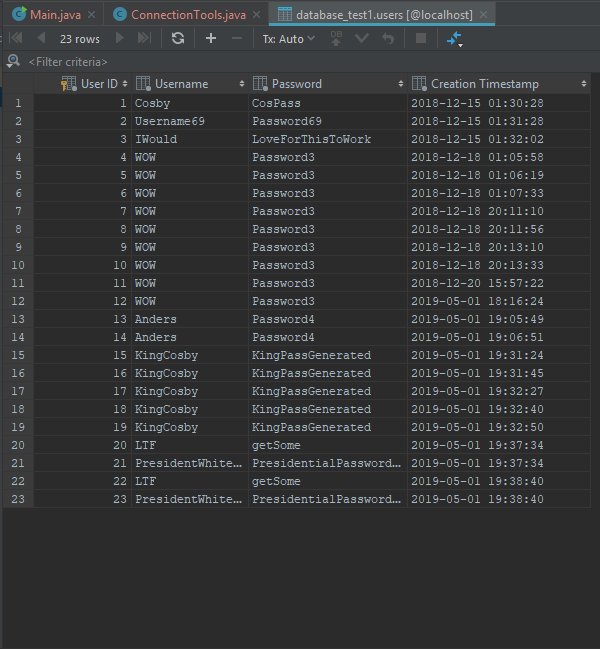 Main.java ConnectionTools.java database_test1.users [@localhost]
23 rows Tx: Auto DB
<Filter criteria>
User ID Username Password Creation Timestamp
1 1 Cosby CosPass 2018-12-15 01:30:28
2 2 Username69 Password69 2018-12-15 01:31:28
3 3 IWould LoveForThisToWork 2018-12-15 01:32:02
4 4 WOW Password3 2018-12-18 01:05:58
5 5 WOW Password3 2018-12-18 01:06:19
6 6 WOW Password3 2018-12-18 01:07:33
7 7 WOW Password3 2018-12-18 20:11:10
8 8 WOW Password3 2018-12-18 20:11:56
9 9 WOW Password3 2018-12-18 20:13:10
10 10 WOW Password3 2018-12-18 20:13:33
11 11 WOW Password3 2018-12-20 15:57:22
12 12 WOW Password3 2019-05-01 18:16:24
13 13 Anders Password4 2019-05-01 19:05:49
14 14 Anders Password4 2019-05-01 19:06:51
15 15 KingCosby KingPassGenerated 2019-05-01 19:31:24
16 16 KingCosby KingPassGenerated 2019-05-01 19:31:45
17 17 KingCosby KingPassGenerated 2019-05-01 19:32:27
18 18 KingCosby KingPassGenerated 2019-05-01 19:32:40
19 19 KingCosby KingPassGenerated 2019-05-01 19:32:50
20 20 LTF getSome 2019-05-01 19:37:34
21 21 PresidentWhite... PresidentialPassword... 2019-05-01 19:37:34
22 22 LTF getSome 2019-05-01 19:38:40
23 23 PresidentWhite... PresidentialPassword... 2019-05-01 19:38:40